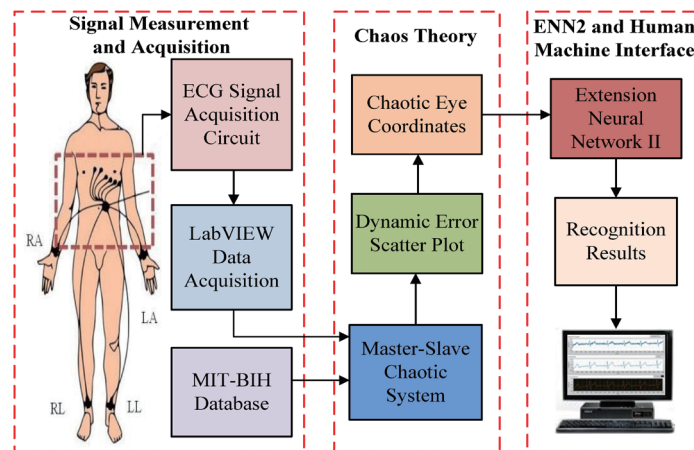 Signal Measurement
and Acquisition
ECG Signal
Acquisition
Circuit
LabVIEW
Data
Acquisition
MIT-BIH
Database
RA
LA
RL
LL
Chaos Theory
Chaotic Eye
Coordinates
Dynamic Error
Scatter Plot
Master-Slave
Chaotic
System
ENN2 and Human
Machine Interface
Extension
Neural
Network II
Recognition
Results